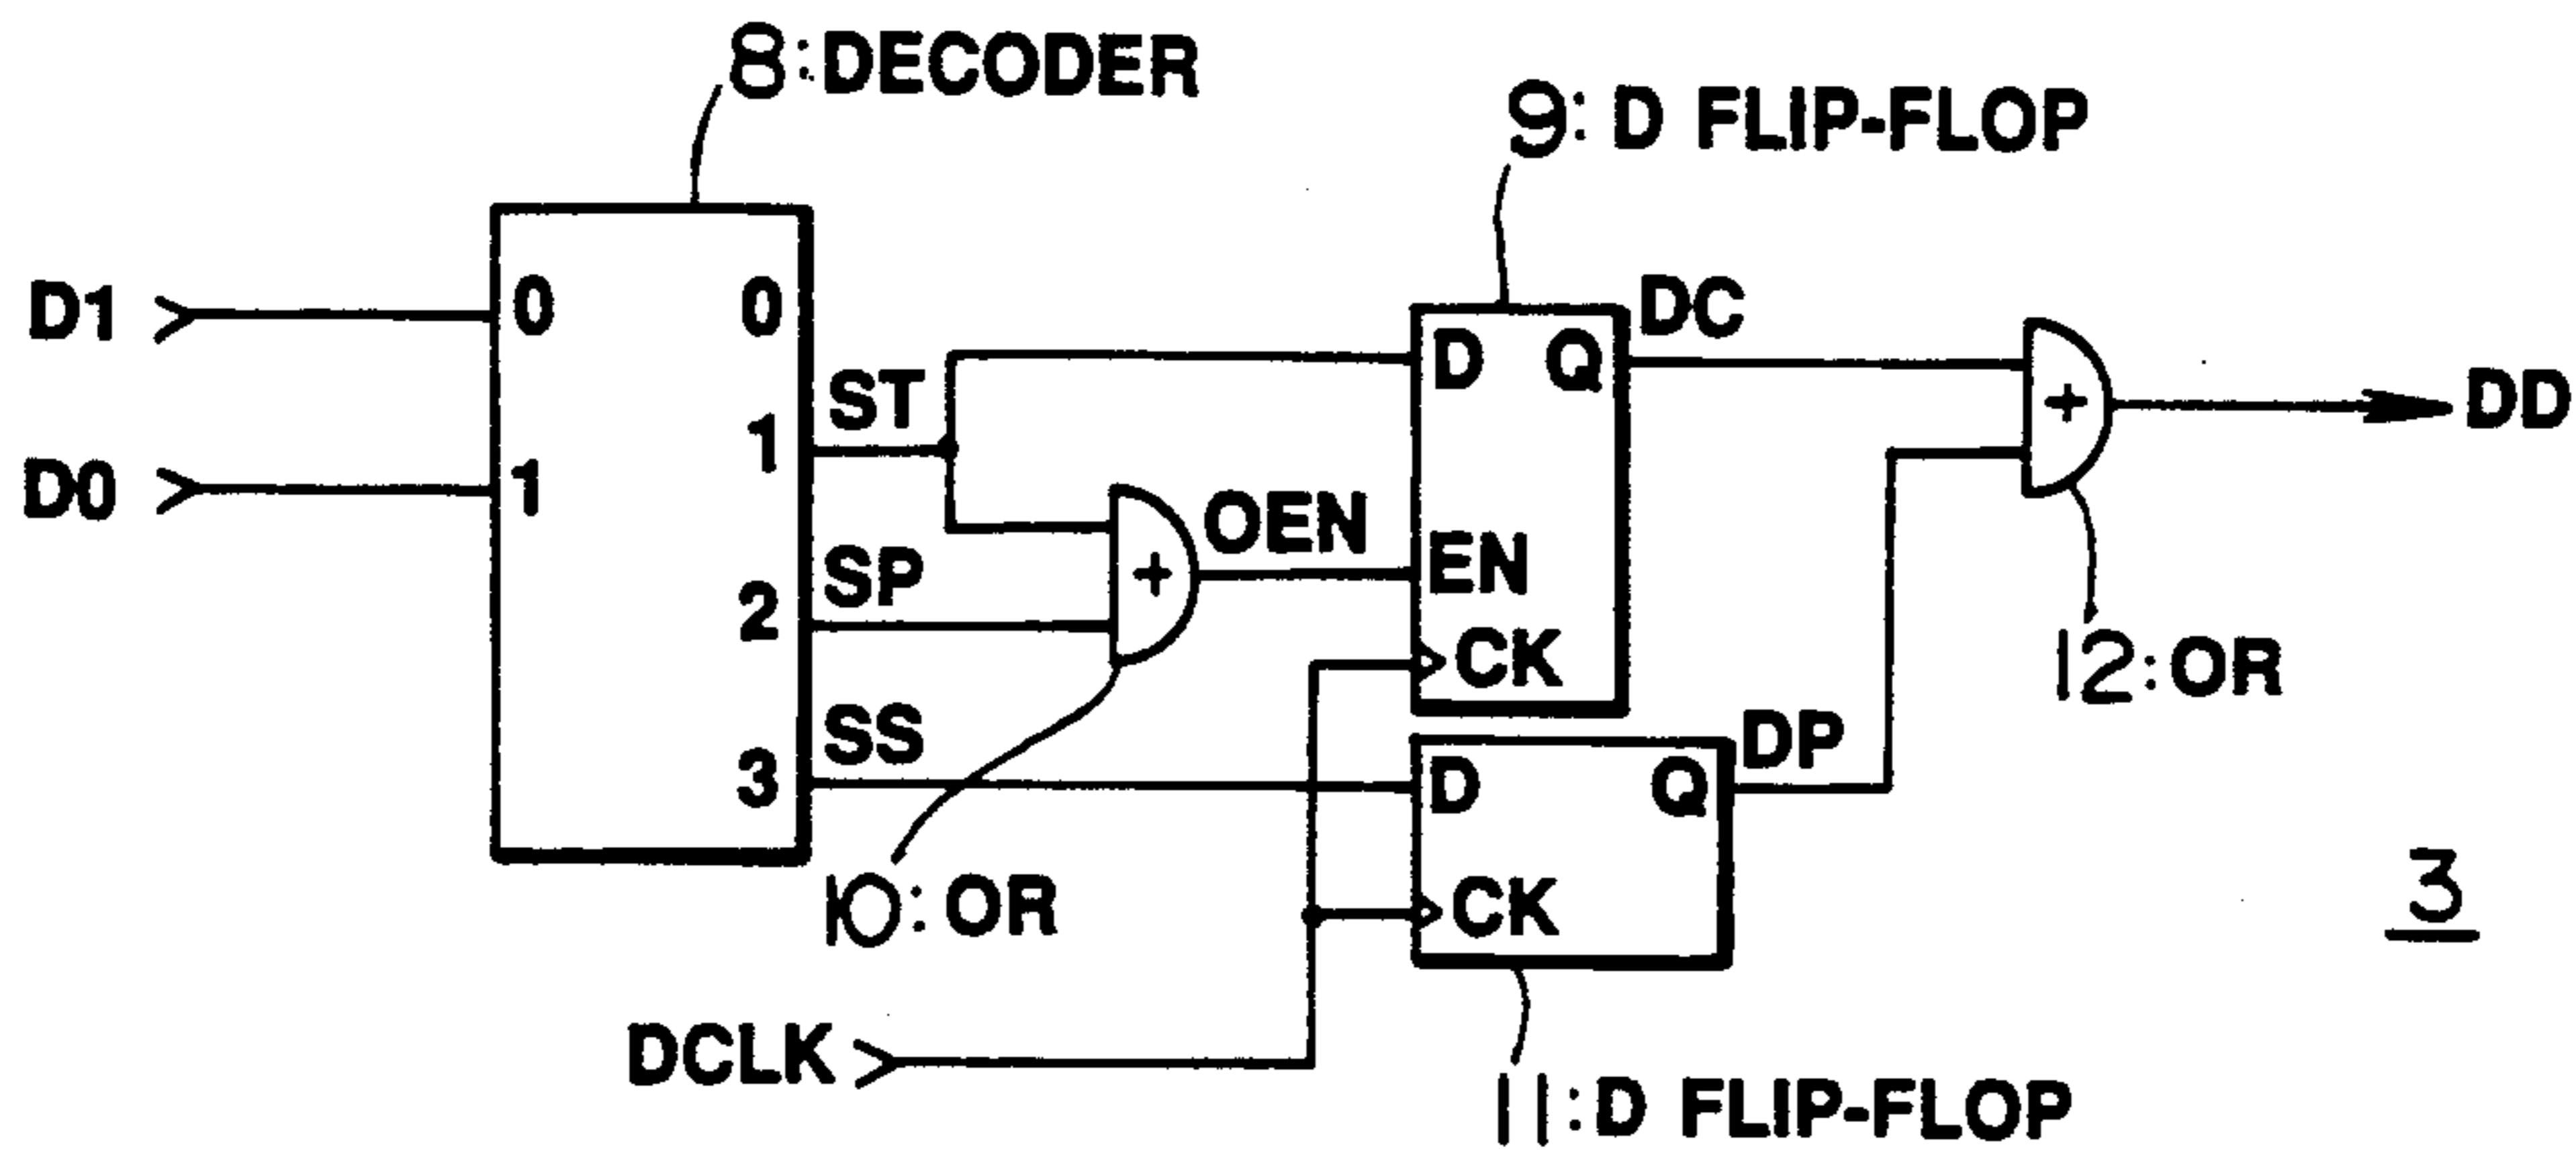 8: DECODER
9: D FLIP-FLOP
D1
0
0
DC
D
Q
+
DD
ST
1
D0
1
OEN
SP
2
+
EN
CK
12: OR
SS
3
DP
D
Q
10: OR
CK
3
DCLK
11: D FLIP-FLOP